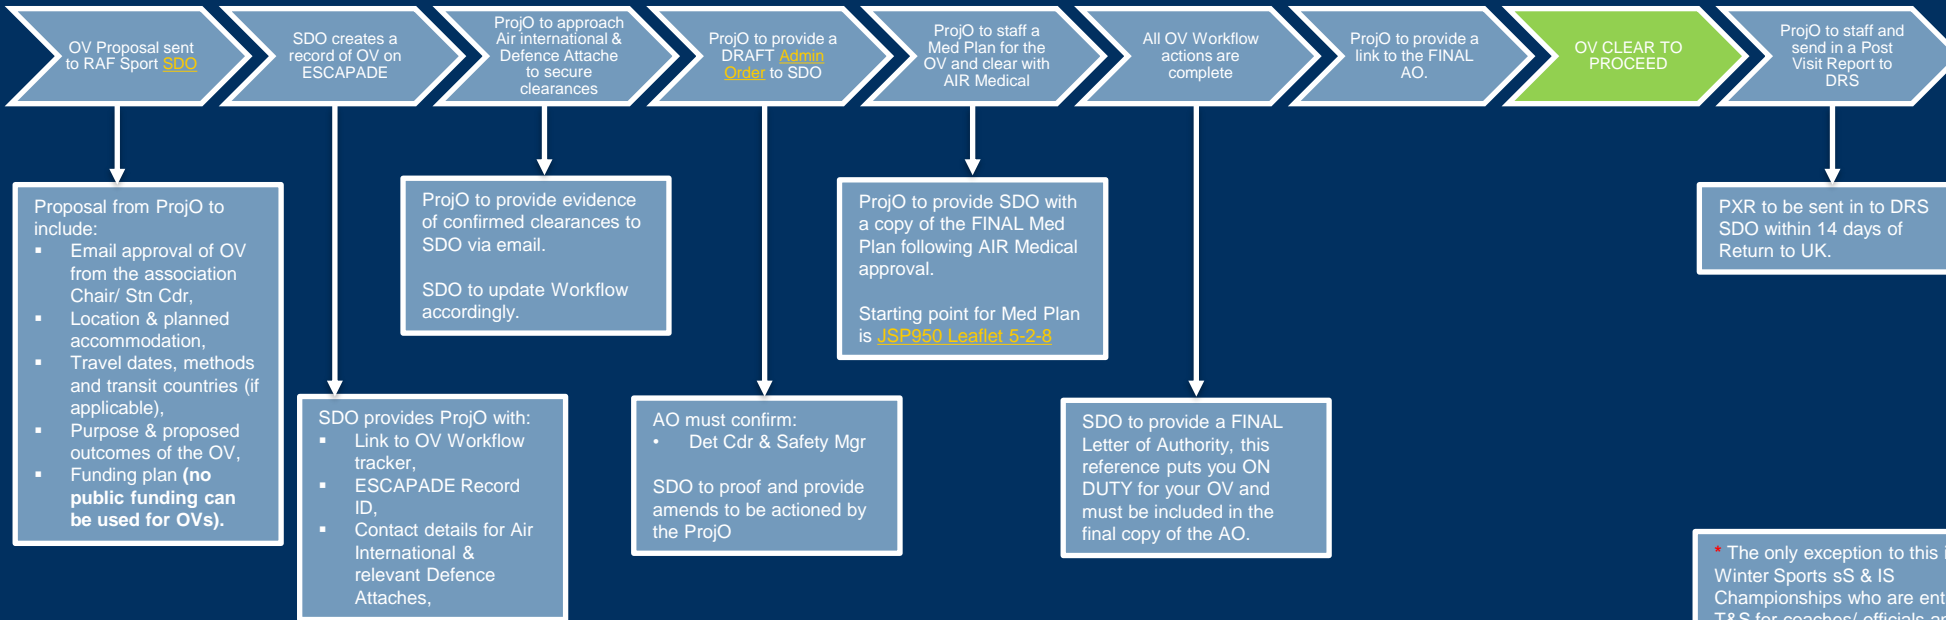 OV Proposal sent
to RAF Sport SDO
SDO creates a
record of OV on
ESCAPADE
ProjO to approach
Air international &
Defence Attache
to secure
clearances
ProjO to provide a
DRAFT Admin
Order to SDO
ProjO to staff a
Med Plan for the
OV and clear with
AIR Medical
All OV Workflow
actions are
complete
ProjO to provide a
link to the FINAL
AO.
OV CLEAR TO
PROCEED
ProjO to staff and
send in a Post
Visit Report to
DRS
Proposal from ProjO to
include:
▪ Email approval of OV
from the association
Chair/ Stn Cdr,
▪ Location & planned
accommodation,
▪ Travel dates, methods
and transit countries (if
applicable),
▪ Purpose & proposed
outcomes of the OV,
▪ Funding plan (no
public funding can
be used for OVs).
SDO provides ProjO with:
▪ Link to OV Workflow
tracker,
▪ ESCAPADE Record
ID,
▪ Contact details for Air
International &
relevant Defence
Attaches,
ProjO to provide evidence
of confirmed clearances to
SDO via email.
SDO to update Workflow
accordingly.
AO must confirm:
• Det Cdr & Safety Mgr
SDO to proof and provide
amends to be actioned by
the ProjO
ProjO to provide SDO with
a copy of the FINAL Med
Plan following AIR Medical
approval.
Starting point for Med Plan
is JSP950 Leaflet 5-2-8
SDO to provide a FINAL
Letter of Authority, this
reference puts you ON
DUTY for your OV and
must be included in the
final copy of the AO.
PXR to be sent in to DRS
SDO within 14 days of
Return to UK.
* The only exception to this
Winter Sports sS & IS
Championships who are
T&S for coaches/ officials